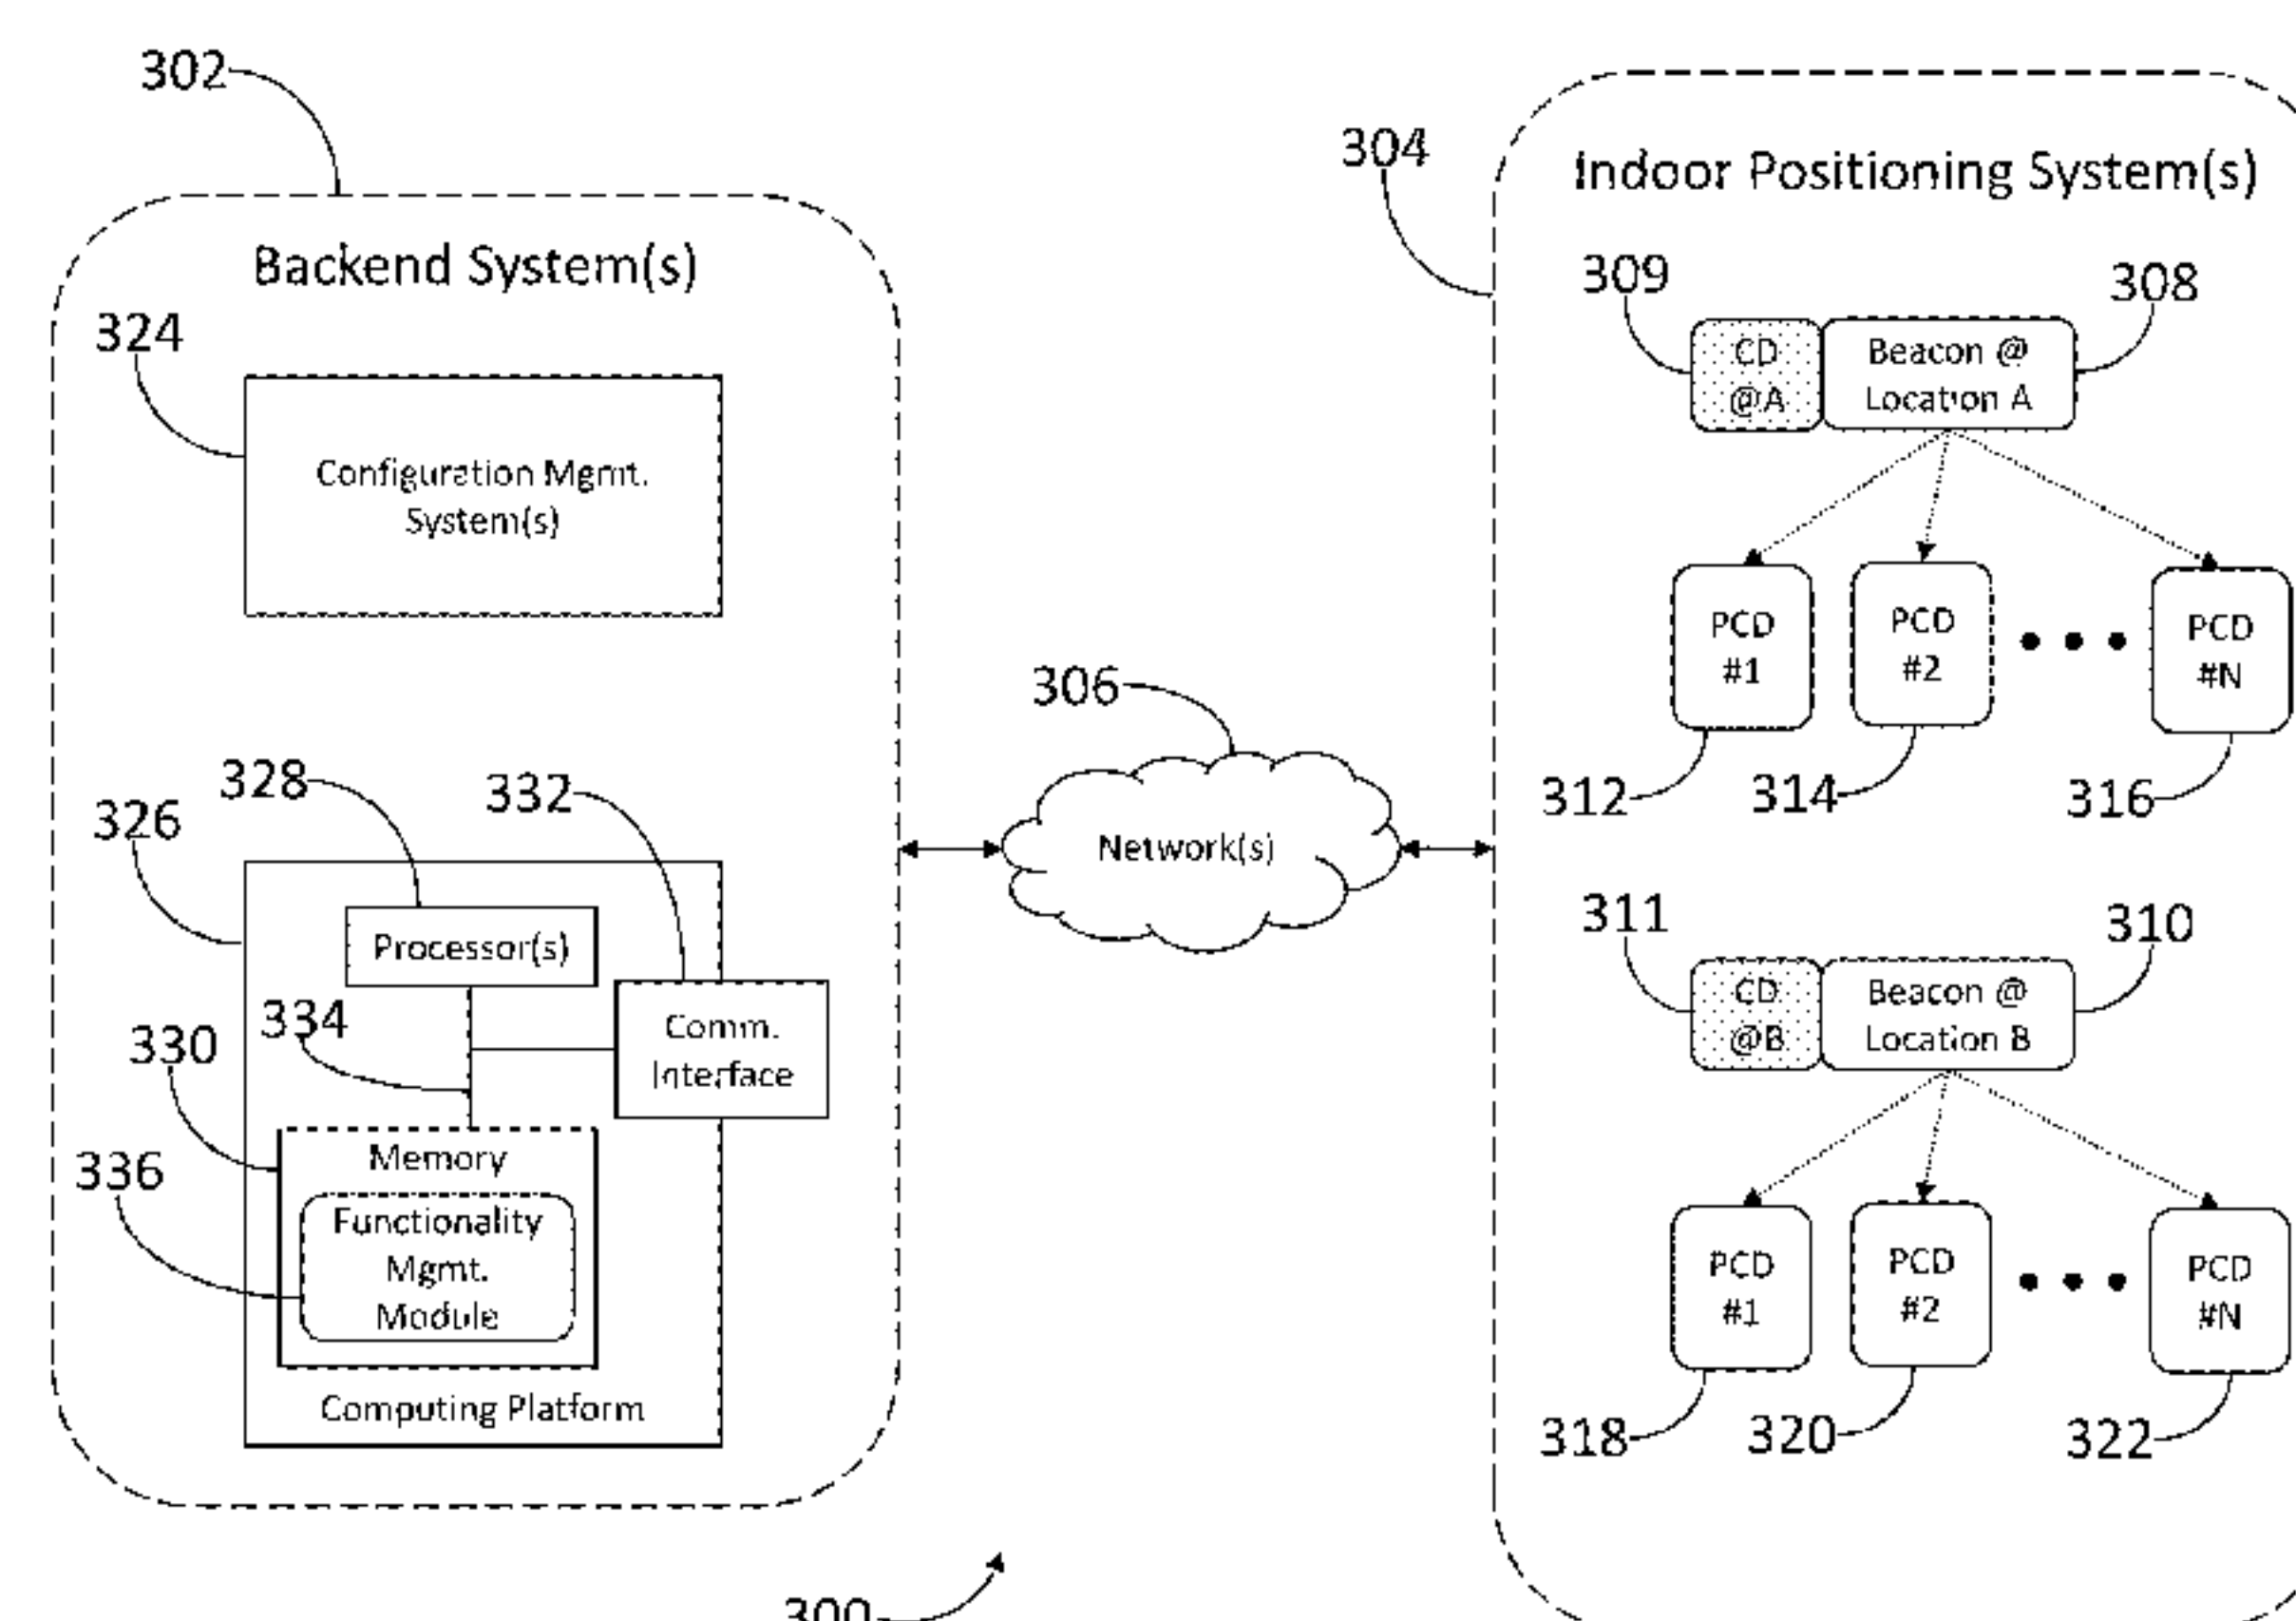 302
Backend System(s)
324
Configuration Mgmt.
System(s)
328
332
326
Processor(s)
334
330
Comm.
Interface
336
Memory
Functionality
Mgmt.
Module
Computing Platform
306
Network(s)
304
Indoor Positioning System(s)
309
308
CD
@A
Beacon @
Location A
PCD
#1
PCD
#2
PCD
#N
312
314
316
311
310
CD
@B
Beacon @
Location B
PCD
#1
PCD
#2
PCD
#N
318
320
322
300